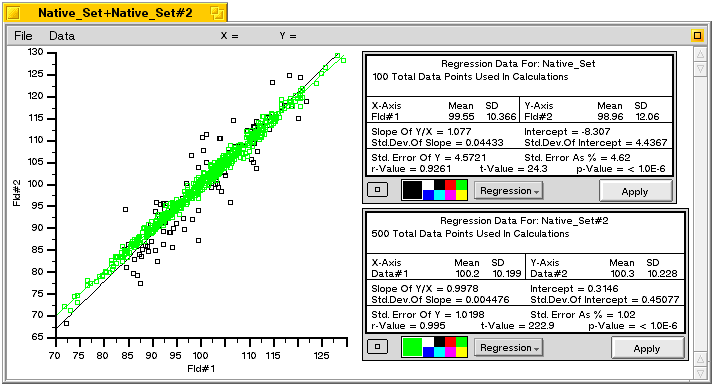 Native_Set+Native_Set#2
File Data X = Y =
130
125
120
115
110
105
100
95
90
85
80
75
70
65
Fld#2
70 75 80 85 90 95 100 105 110 115 125
Fld#1
Regression Data For: Native_Set
100 Total Data Points Used In Calculations
X-Axis Mean SD Y-Axis Mean SD
Fld#1 99.55 10.366 Fld#2 98.96 12.06
Slope Of Y/X = 1.077 Intercept = -8.307
Std.Dev.Of Slope = 0.04433 Std.Dev.Of Intercept = 4.4367
Std. Error Of Y = 4.5721 Std. Error As % = 4.62
r-Value = 0.9261 t-Value = 24.3 p-Value = < 1.0E-6
Regression Apply
Regression Data For: Native_Set#2
500 Total Data Points Used In Calculations
X-Axis Mean SD Y-Axis Mean SD
Data#1 100.2 10.199 Data#2 100.3 10.228
Slope Of Y/X = 0.9978 Intercept = 0.3146
Std.Dev.Of Slope = 0.004476 Std.Dev.Of Intercept = 0.45077
Std. Error Of Y = 1.0198 Std. Error As % = 1.02
r-Value = 0.995 t-Value = 222.9 p-Value = < 1.0E-6
Regression Apply